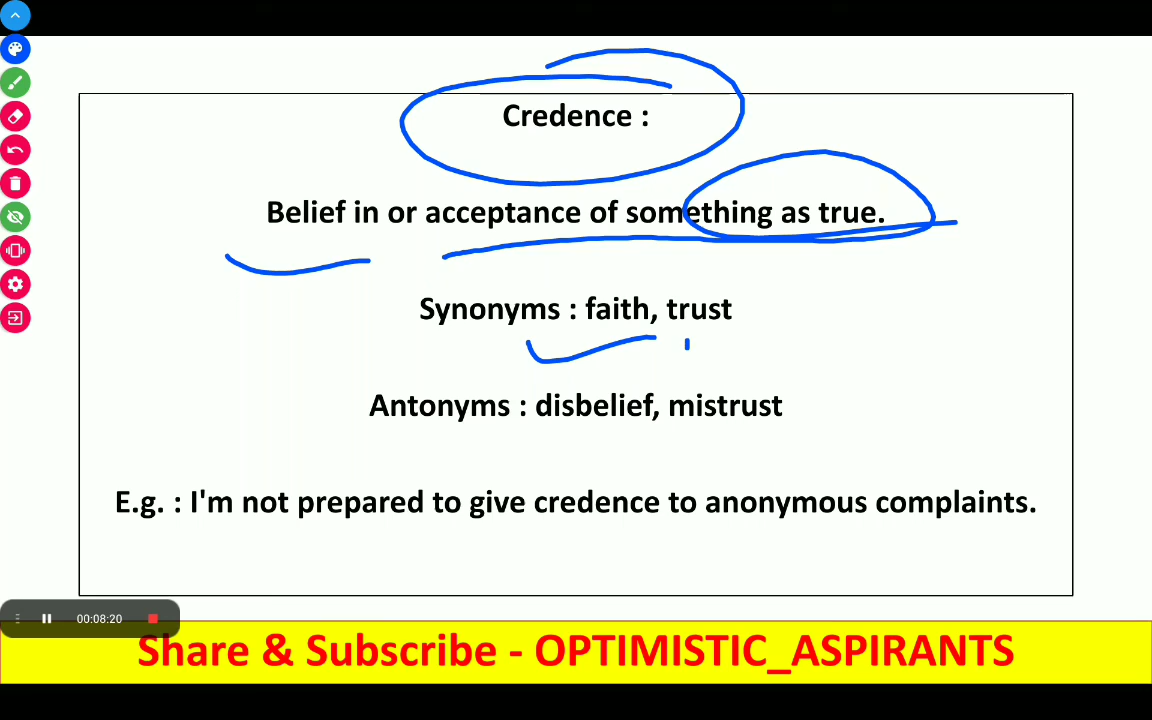 Credence :
Belief in or acceptance of something as true.
Synonyms : faith, trust
Antonyms : disbelief, mistrust
E.g. : I'm not prepared to give credence to anonymous complaints.
00:08:20
Share & Subscribe - OPTIMISTIC_ASPIRANTS